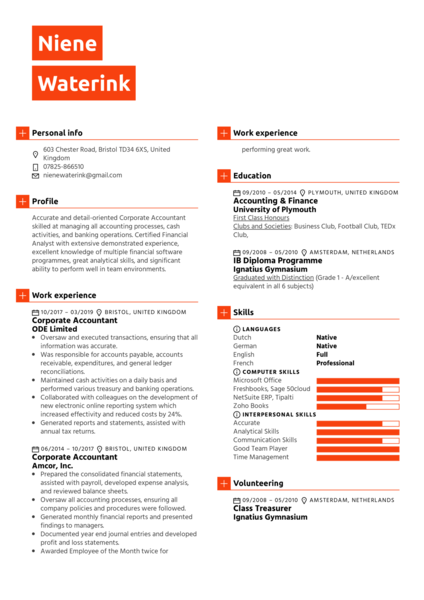 Niene
Waterink
Personal info
603 Chester Road, Bristol TD34 6XS, United
Kingdom
07825-866510
nienewaterink@gmail.com
Profile
Accurate and detail-oriented Corporate Accountant
skilled at managing all accounting processes, cash
activities, and banking operations. Certified Financial
Analyst with extensive demonstrated experience,
excellent knowledge of multiple financial software
programmes, great analytical skills, and significant
ability to perform well in team environments.
Work experience
10/2017 – 03/2019 BRISTOL, UNITED KINGDOM
Corporate Accountant
ODE Limited
Oversaw and executed transactions, ensuring that all
information was accurate.
Was responsible for accounts payable, accounts
receivable, expenditures, and general ledger
reconciliations.
Maintained cash activities on a daily basis and
performed various treasury and banking operations.
Collaborated with colleagues on the development of
new electronic online reporting system which
increased effectivity and reduced costs by 24%.
Generated reports and statements, assisted with
annual tax returns.
06/2014 – 10/2017 BRISTOL, UNITED KINGDOM
Corporate Accountant
Amcor, Inc.
Prepared the consolidated financial statements,
assisted with payroll, developed expense analysis,
and reviewed balance sheets.
Oversaw all accounting processes, ensuring all
company policies and procedures were followed.
Generated monthly financial reports and presented
findings to managers.
Documented year end journal entries and developed
profit and loss statements.
Awarded Employee of the Month twice for
Work experience
performing great work.
Education
09/2010 – 05/2014 PLYMOUTH, UNITED KINGDOM
Accounting & Finance
University of Plymouth
First Class Honours
Clubs and Societies: Business Club, Football Club, TEDx
Club,
09/2008 – 05/2010 AMSTERDAM, NETHERLANDS
IB Diploma Programme
Ignatius Gymnasium
Graduated with Distinction (Grade 1 - A/excellent
equivalent in all 6 subjects)
Skills
LANGUAGES
Dutch Native
German Native
English Full
French Professional
COMPUTER SKILLS
Microsoft Office
Freshbooks, Sage 50cloud
NetSuite ERP, Tipalti
Zoho Books
INTERPERSONAL SKILLS
Accurate
Analytical Skills
Communication Skills
Good Team Player
Time Management
Volunteering
09/2008 – 05/2010 AMSTERDAM, NETHERLANDS
Class Treasurer
Ignatius Gymnasium